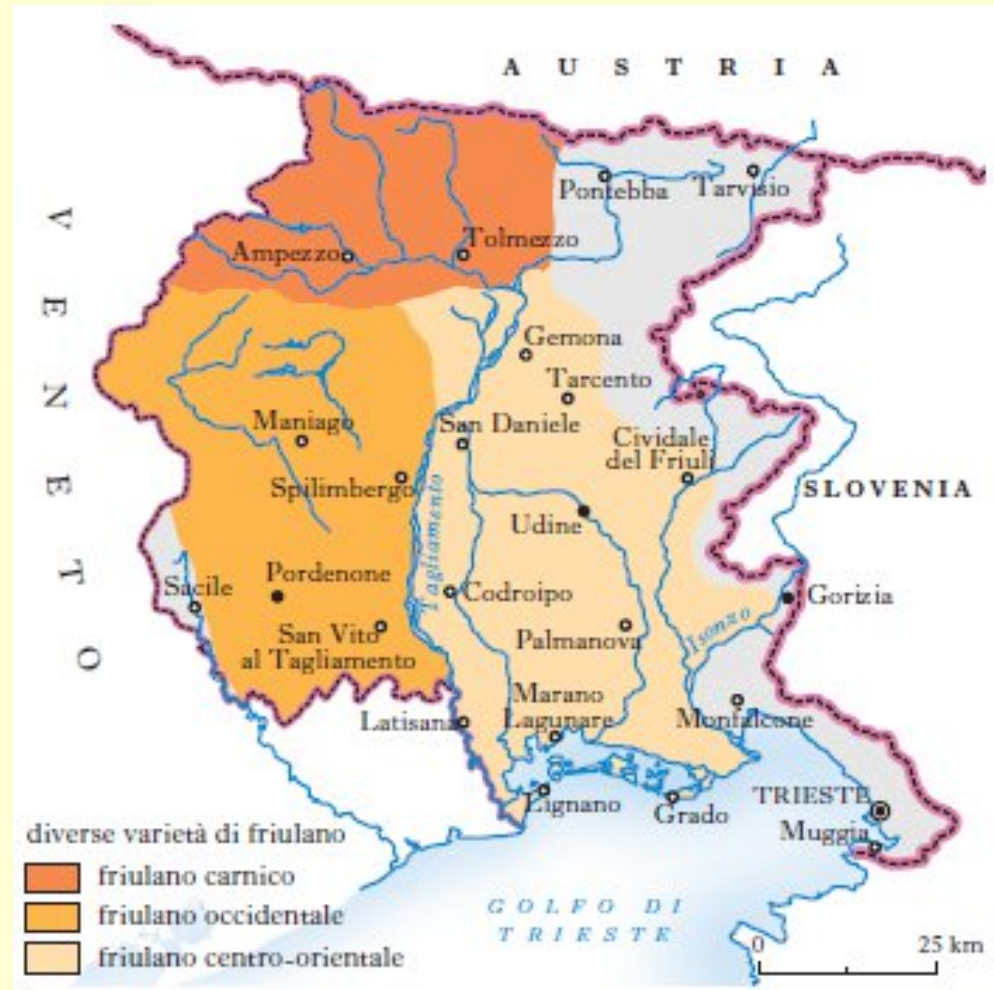 AUSTRIA
Pontebba
Tarvisio
VENETO
Ampezzo
Tolmezzo
Gemona
Tarcento
Maniago
San Daniele
Cividale
del Friuli
Spilimbergo
SLOVENIA
Udine
Tagliamento
Sacile
Pordenone
Codroipo
Gorizia
San Vito
al Tagliamento
Palmanova
Isonzo
Marano
Lagunare
Latisana
Monfalcone
Lignano
Grado
TRIESTE
Muggia
diverse varietà di friulano
friulano carnico
friulano occidentale
friulano centro-orientale
GOLFO DI
TRIESTE
0 25 km